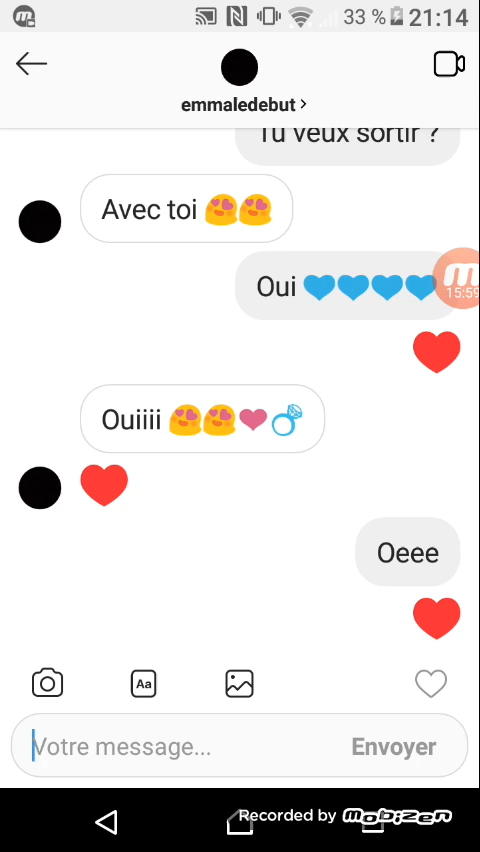 33 % 21:14
emmaledebut
Tu veux sortir ?
Avec toi 😍😍
Oui 💙💙💙💙
15:59
❤️
Ouiiii 😍😍❤️💍
❤️
Oeee
❤️
Aa
Votre message...
Envoyer
Recorded by Mobizen